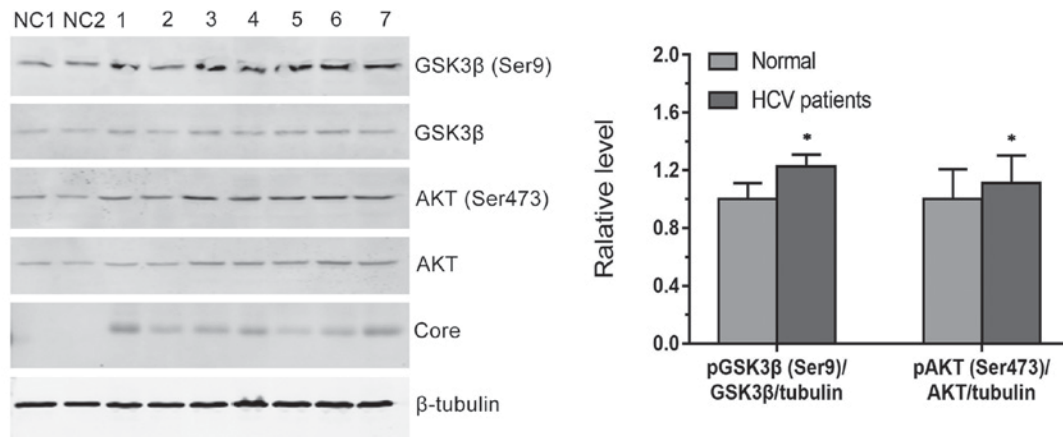 NC1 NC2 1 2 3 4 5 6 7
GSK3β (Ser9)
GSK3β
AKT (Ser473)
AKT
Core
β-tubulin
Ralative level
2.0
1.6
1.2
0.8
0.4
0.0
Normal
HCV patients
*
*
pGSK3β (Ser9)/
GSK3β/tubulin
pAKT (Ser473)/
AKT/tubulin